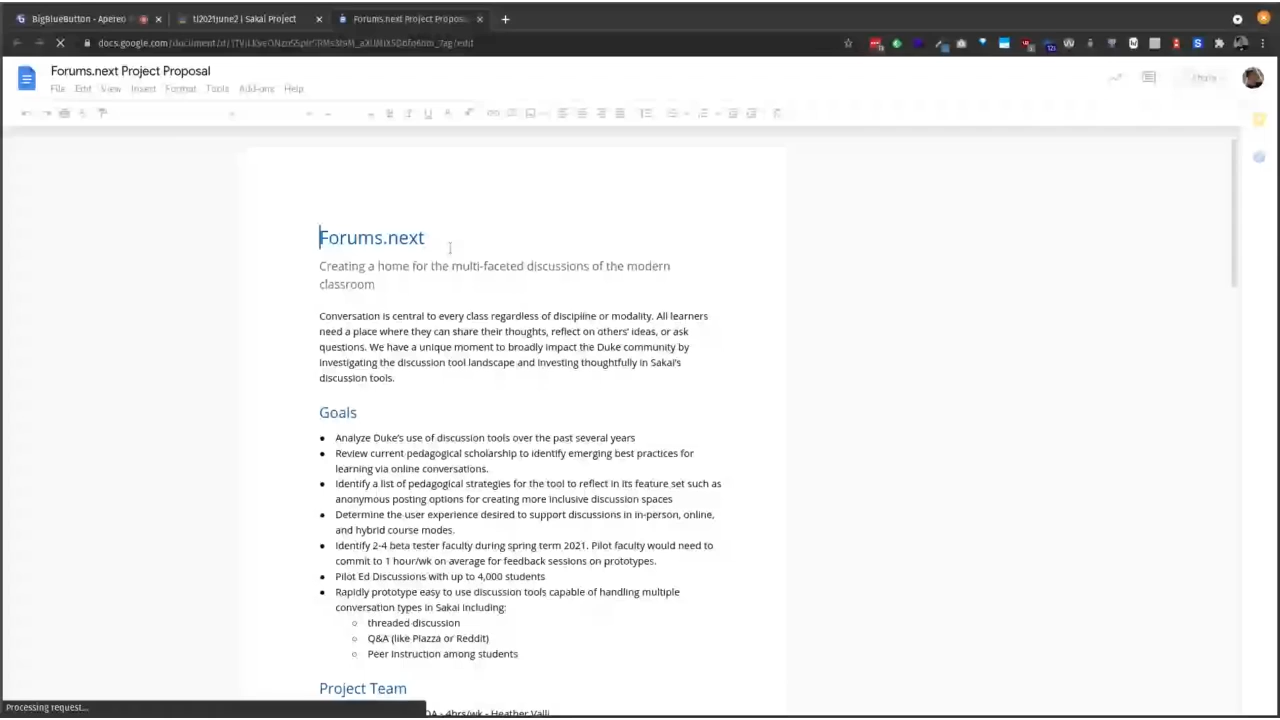 BigBlueButton - Apereo
tl2021june2 | Sakai Project
Forums.next Project Propos
Forums.next Project Proposal
File Edit View Insert Format Tools Add-ons Help
Share
Forums.next
Creating a home for the multi-faceted discussions of the modern
classroom
Conversation is central to every class regardless of discipline or modality. All learners
need a place where they can share their thoughts, reflect on others' ideas, or ask
questions. We have a unique moment to broadly impact the Duke community by
investigating the discussion tool landscape and investing thoughtfully in Sakai's
discussion tools.
Goals
● Analyze Duke's use of discussion tools over the past several years
● Review current pedagogical scholarship to identify emerging best practices for
learning via online conversations.
● Identify a list of pedagogical strategies for the tool to reflect in its feature set such as
anonymous posting options for creating more inclusive discussion spaces
● Determine the user experience desired to support discussions in in-person, online,
and hybrid course modes.
● Identify 2-4 beta tester faculty during spring term 2021. Pilot faculty would need to
commit to 1 hour/wk on average for feedback sessions on prototypes.
● Pilot Ed Discussions with up to 4,000 students
● Rapidly prototype easy to use discussion tools capable of handling multiple
conversation types in Sakai including:
○ threaded discussion
○ Q&A (like Piazza or Reddit)
○ Peer Instruction among students
Project Team
4hrs/wk - Heather Valli
Processing request...